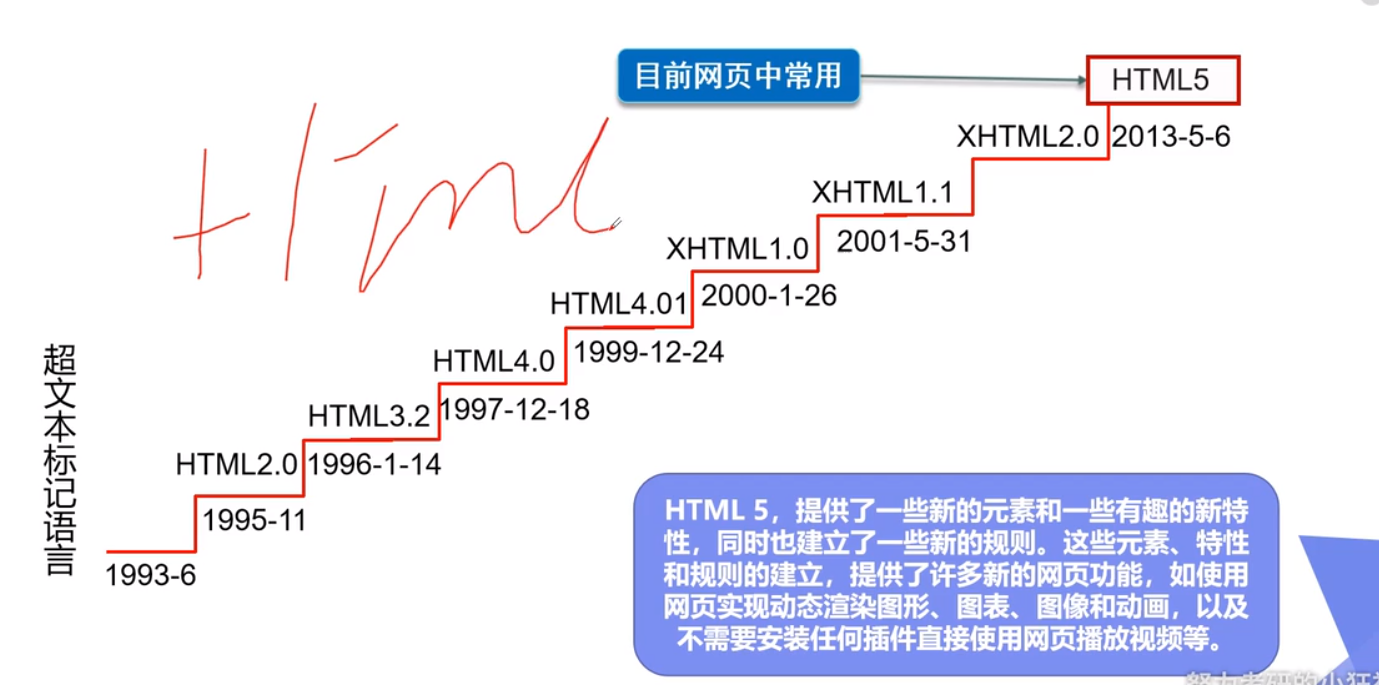 目前网页中常用
HTML5
XHTML2.0
2013-5-6
XHTML1.1
2001-5-31
XHTML1.0
2000-1-26
HTML4.01
1999-12-24
HTML4.0
1997-12-18
HTML3.2
1996-1-14
HTML2.0
1995-11
1993-6
超文本标记语言
Html
HTML 5，提供了一些新的元素和一些有趣的新特
性，同时也建立了一些新的规则。这些元素、特性
和规则的建立，提供了许多新的网页功能，如使用
网页实现动态渲染图形、图表、图像和动画，以及
不需要安装任何插件直接使用网页播放视频等。